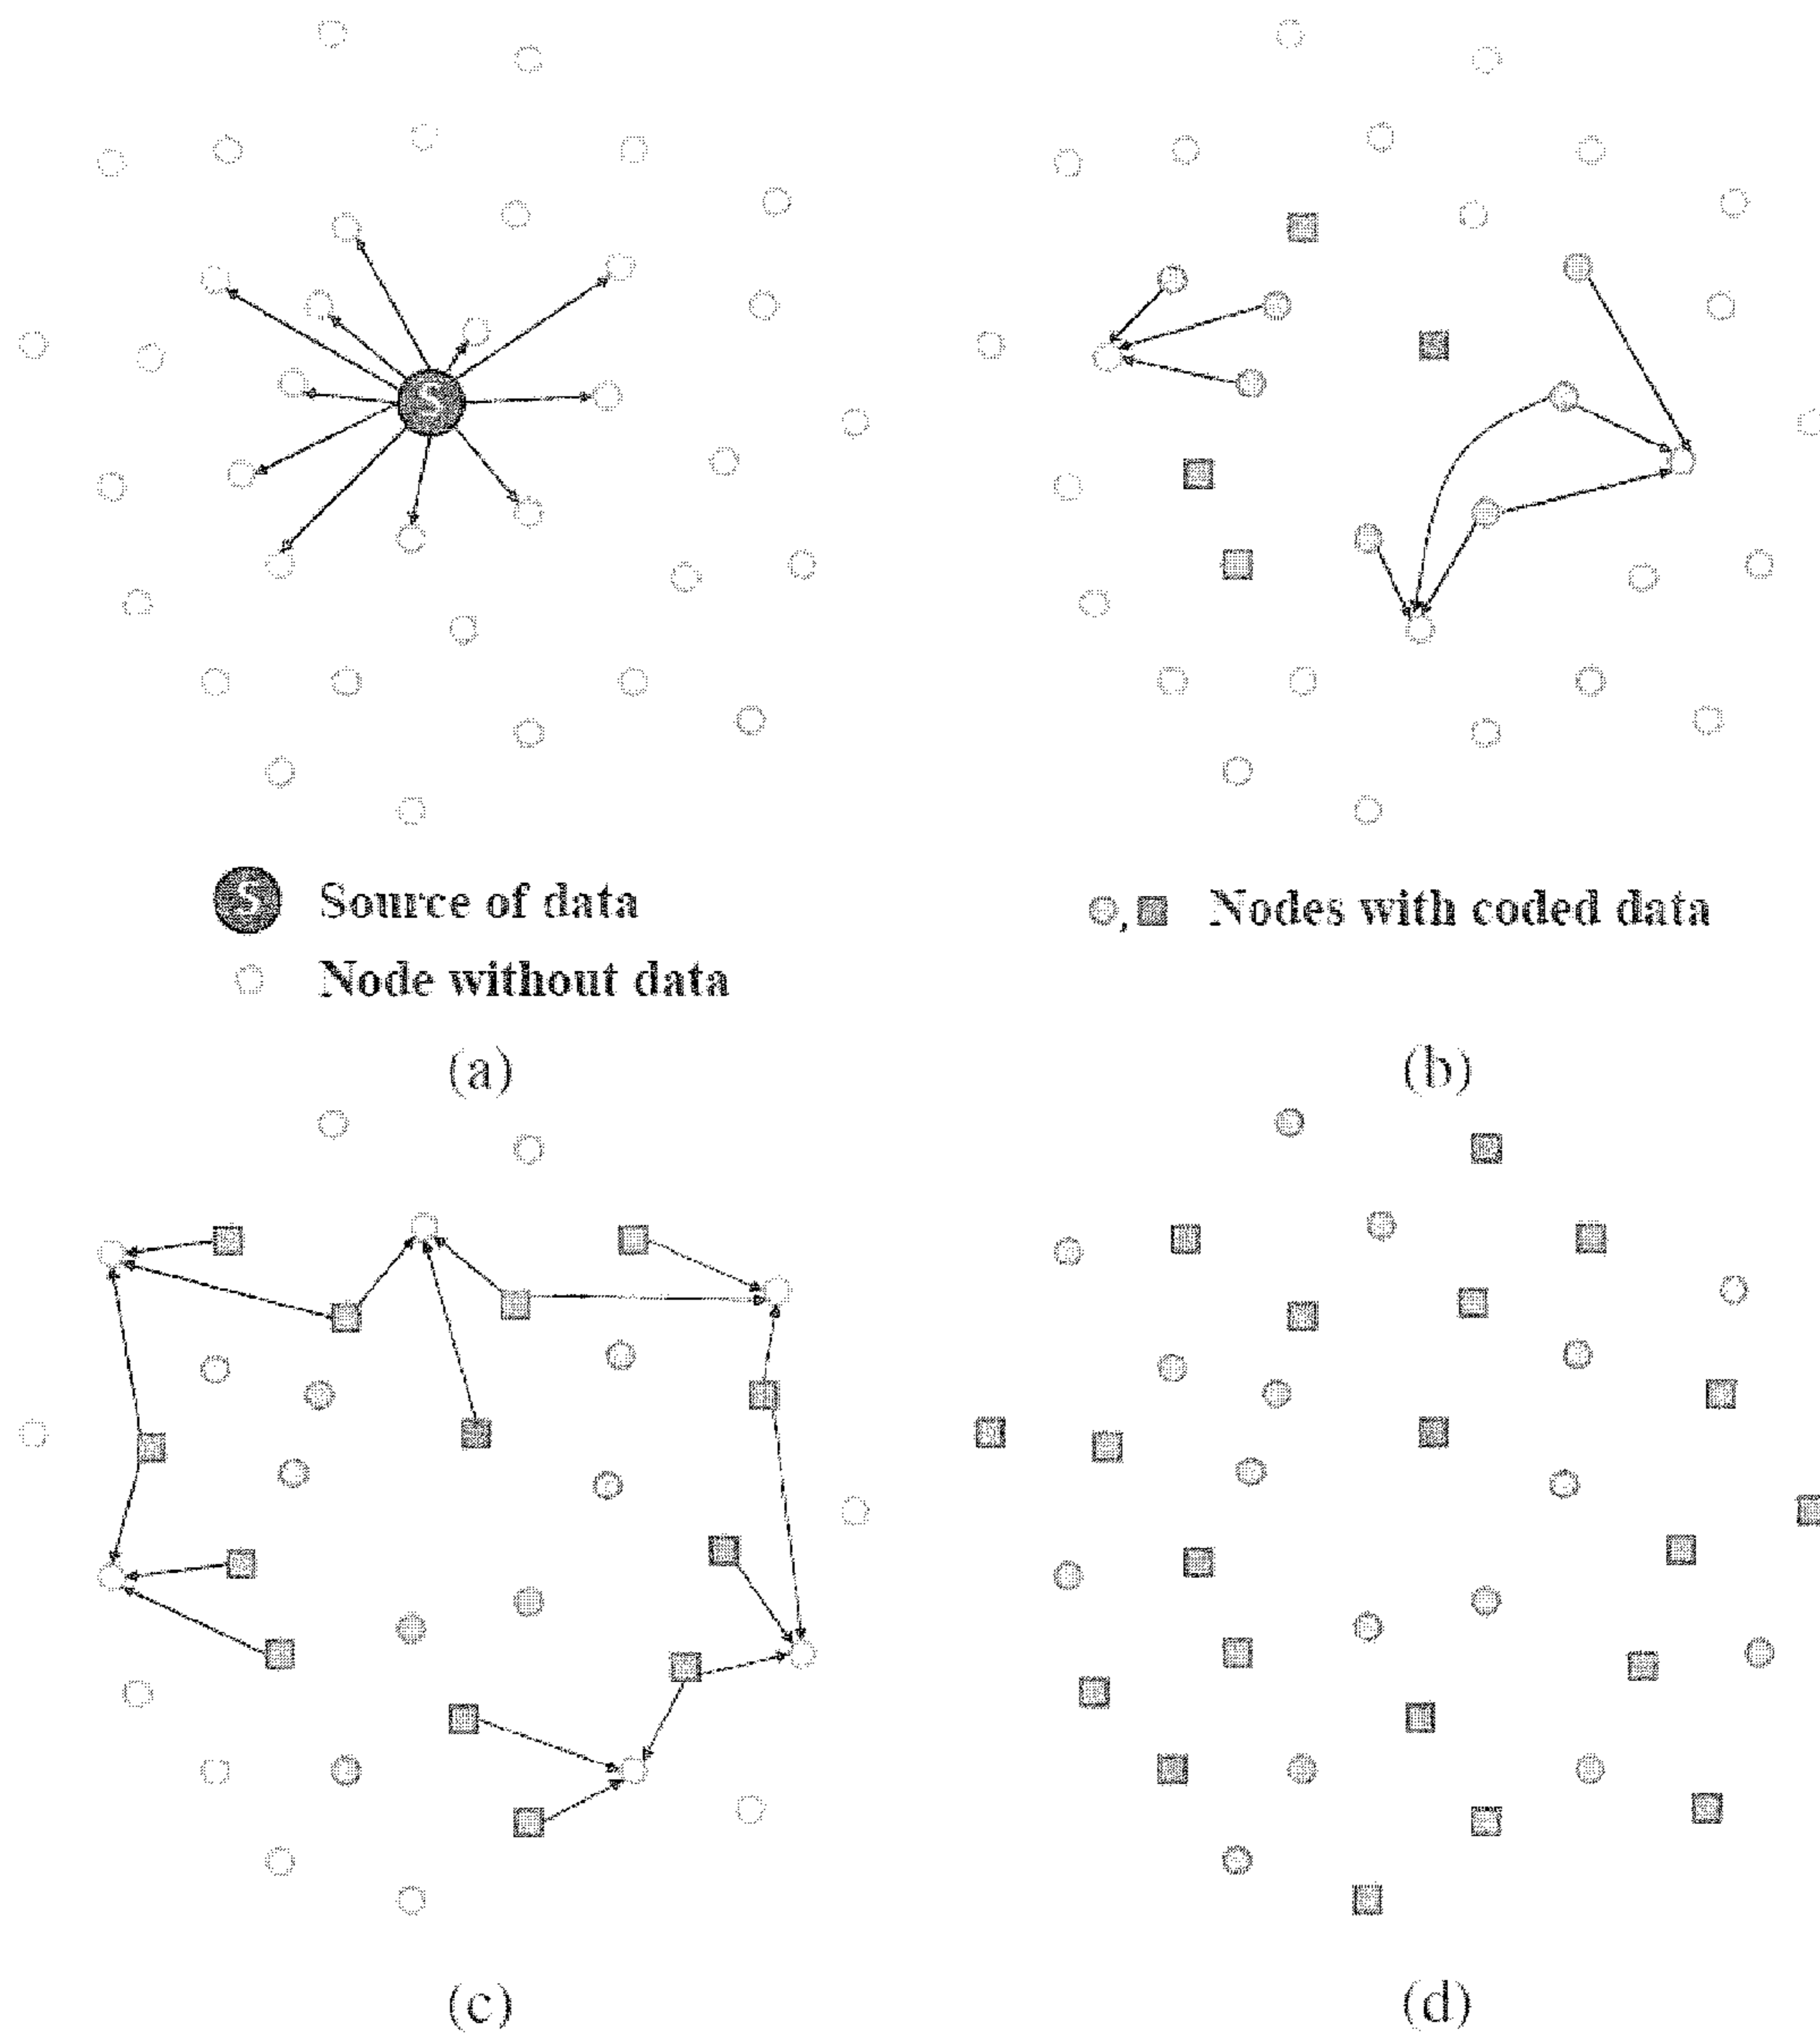 S
S Source of data
Node without data
, Nodes with coded data
(a)
(b)
(c)
(d)